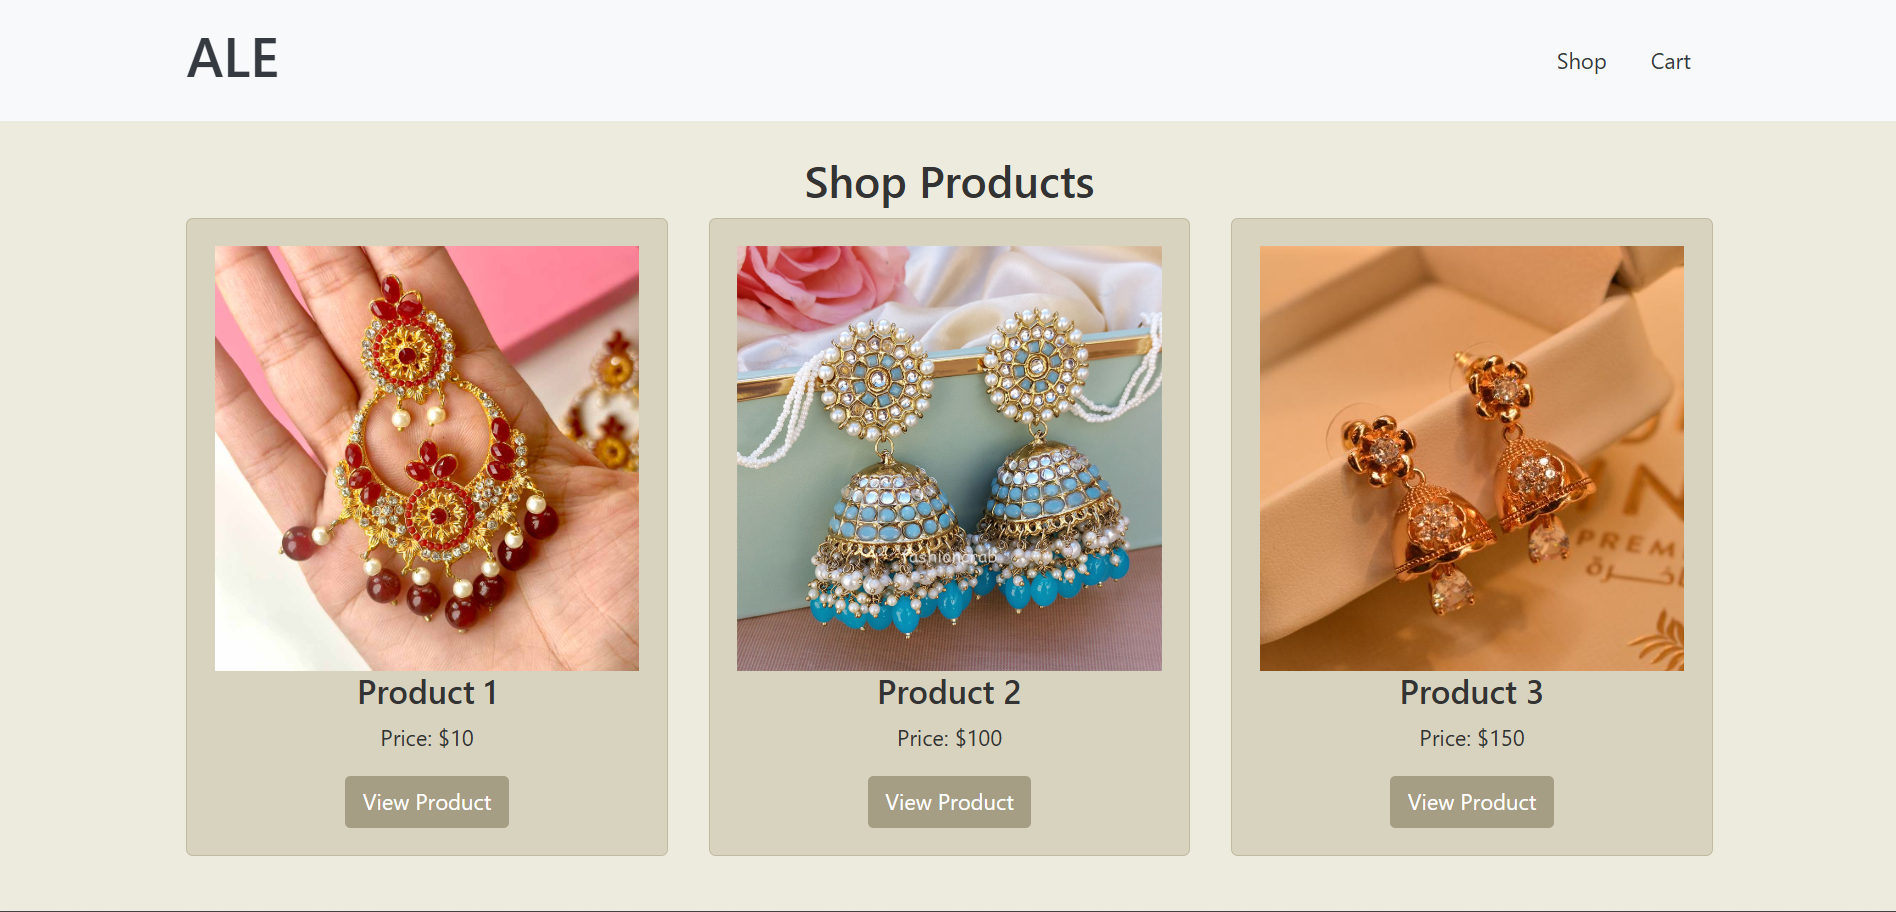 ALE
Shop
Cart
Shop Products
PREMI
Product 1
Product 2
Product 3
Price: $10
Price: $100
Price: $150
View Product
View Product
View Product